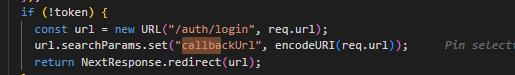 if (!token) {
const url = new URL("/auth/login", req.url);
url.searchParams.set("callbackUrl", encodeURI(req.url)); Pin select
return NextResponse.redirect(url);